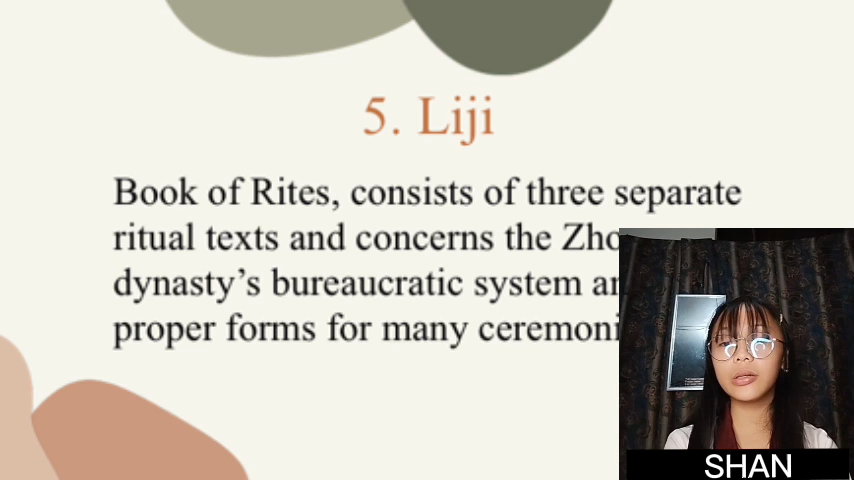 5. Liji
Book of Rites, consists of three separate
ritual texts and concerns the
dynasty’s bureaucratic system
proper forms for many
SHAN